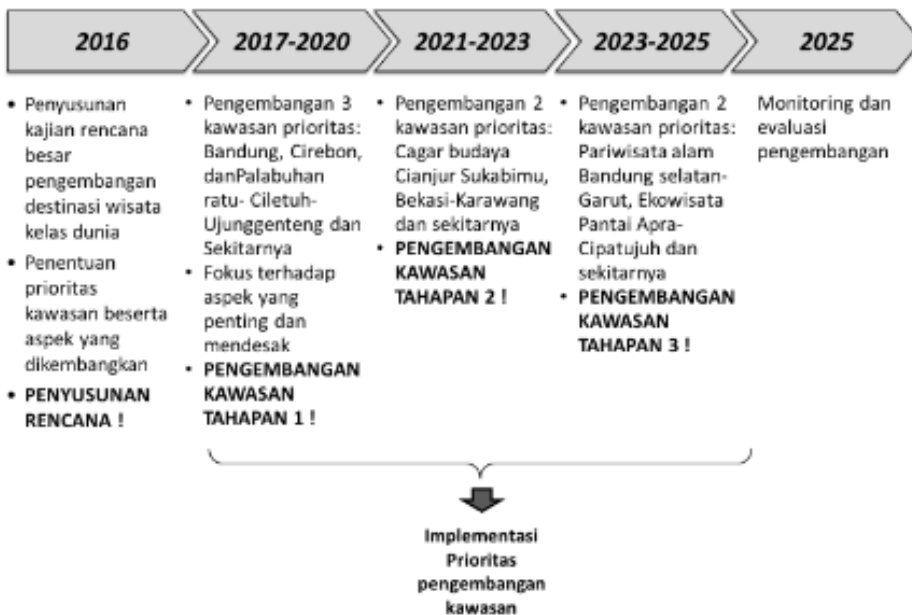 2016
2017-2020
2021-2023
2023-2025
2025
• Penyusunan
kajian rencana
besar
pengembangan
destinasi wisata
kelas dunia
• Penentuan
prioritas
kawasan beserta
aspek yang
dikembangkan
• PENYUSUNAN
RENCANA !
• Pengembangan 3
kawasan prioritas:
Bandung, Cirebon,
danPalabuhan
ratu- Ciletuh-
Ujunggenteng dan
Sekitarnya
• Fokus terhadap
aspek yang
penting dan
mendesak
• PENGEMBANGAN
KAWASAN
TAHAPAN 1 !
• Pengembangan 2
kawasan prioritas:
Cagar budaya
Cianjur Sukabimu,
Bekasi-Karawang
dan sekitarnya
• PENGEMBANGAN
KAWASAN
TAHAPAN 2 !
• Pengembangan 2
kawasan prioritas:
Pariwisata alam
Bandung selatan-
Garut, Ekowisata
Pantai Apra-
Cipatujuh dan
sekitarnya
• PENGEMBANGAN
KAWASAN
TAHAPAN 3 !
Monitoring dan
evaluasi
pengembangan
Implementasi
Prioritas
pengembangan
kawasan